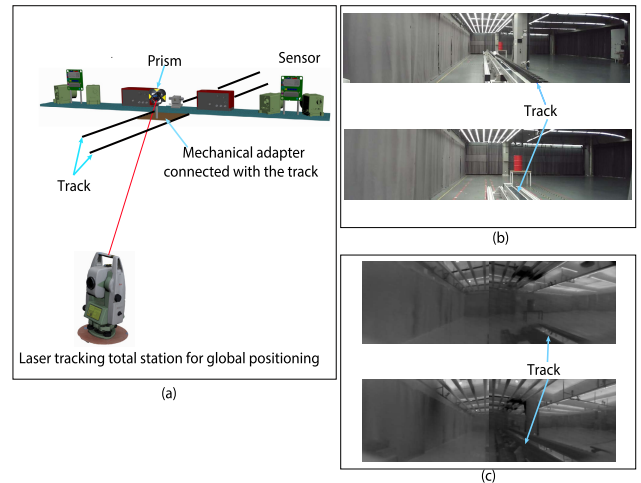 Prism
Sensor
Mechanical adapter
connected with the track
Track
Laser tracking total station for global positioning
(a)
Track
(b)
Track
(c)